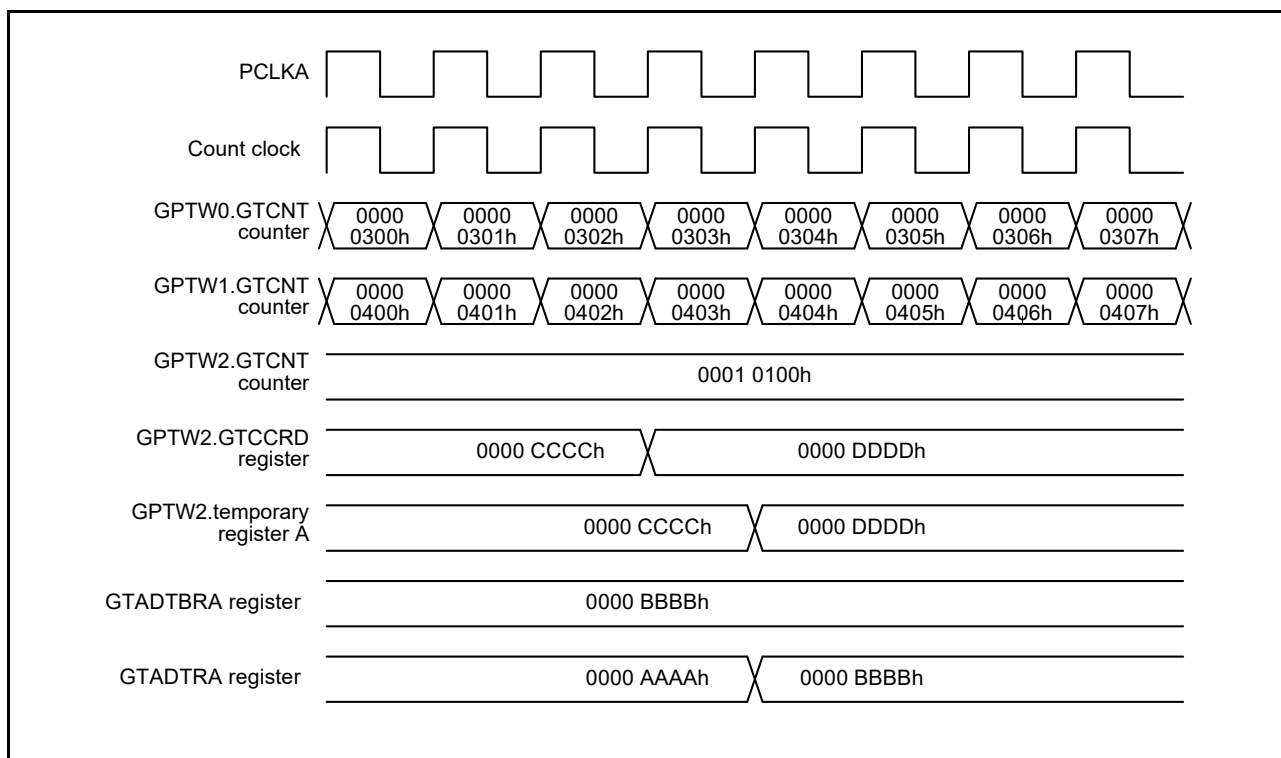 PCLKA
Count clock
GPTW0.GTCNT
counter
0000 0000 0000 0000 0000 0000 0000 0000
0300h 0301h 0302h 0303h 0304h 0305h 0306h 0307h
GPTW1.GTCNT
counter
0000 0000 0000 0000 0000 0000 0000 0000
0400h 0401h 0402h 0403h 0404h 0405h 0406h 0407h
GPTW2.GTCNT
counter
0001 0100h
GPTW2.GTCCRD
register
0000 CCCCh 0000 DDDDh
GPTW2.temporary
register A
0000 CCCCh 0000 DDDDh
GTADTBRA register
0000 BBBBh
GTADTRA register
0000 AAAAh 0000 BBBBh